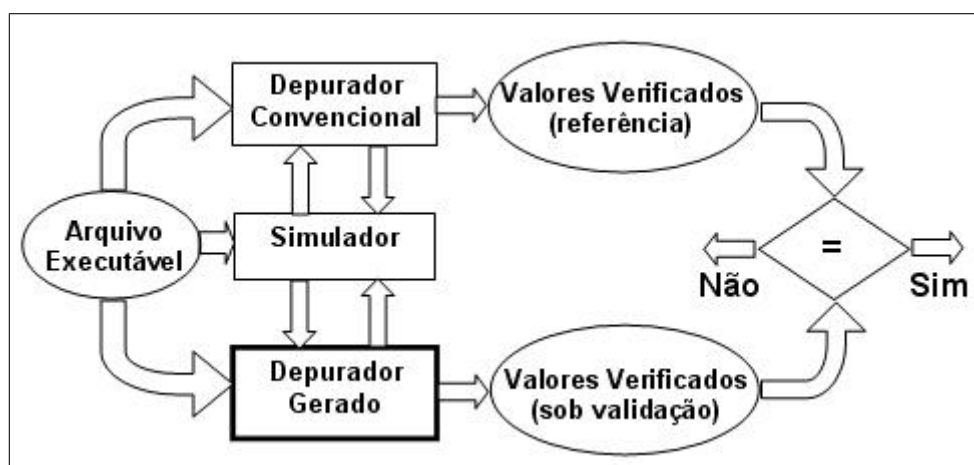 Depurador
Convencional
Valores Verificados
(referência)
Arquivo
Executável
Simulador
=
Não
Sim
Depurador
Gerado
Valores Verificados
(sob validação)